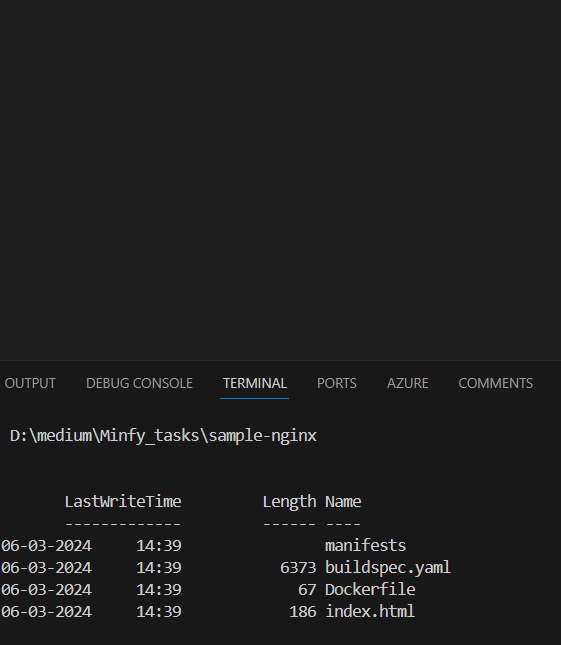 OUTPUT DEBUG CONSOLE TERMINAL PORTS AZURE COMMENTS
D:\medium\Minfy_tasks\sample-nginx
LastWriteTime Length Name
------------- ------ ----
06-03-2024 14:39 manifests
06-03-2024 14:39 6373 buildspec.yaml
06-03-2024 14:39 67 Dockerfile
06-03-2024 14:39 186 index.html